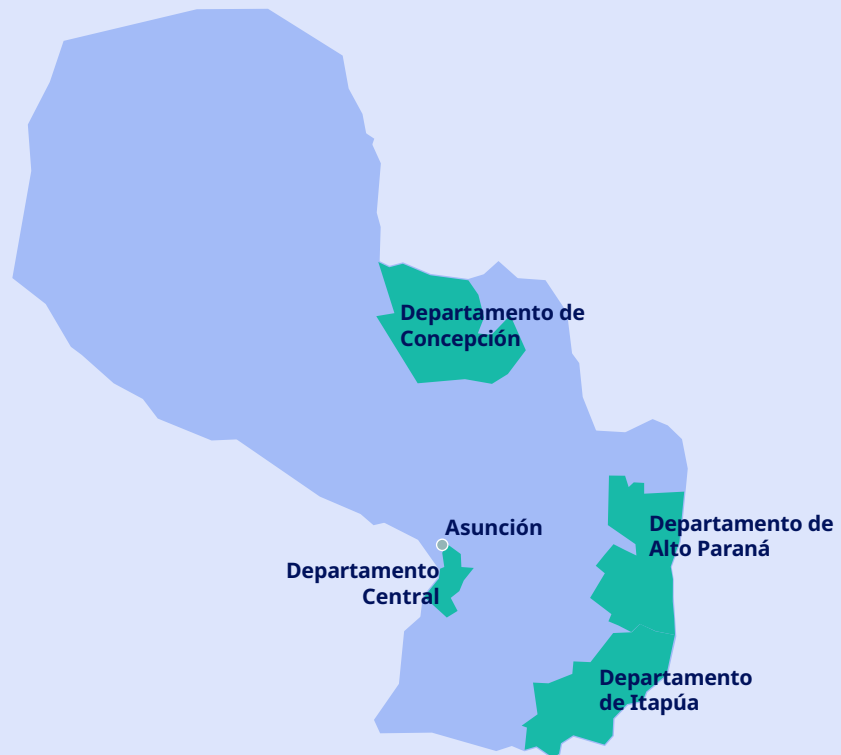 Departamento de
Concepción
Asunción
Departamento de
Alto Paraná
Departamento
Central
Departamento
de Itapúa